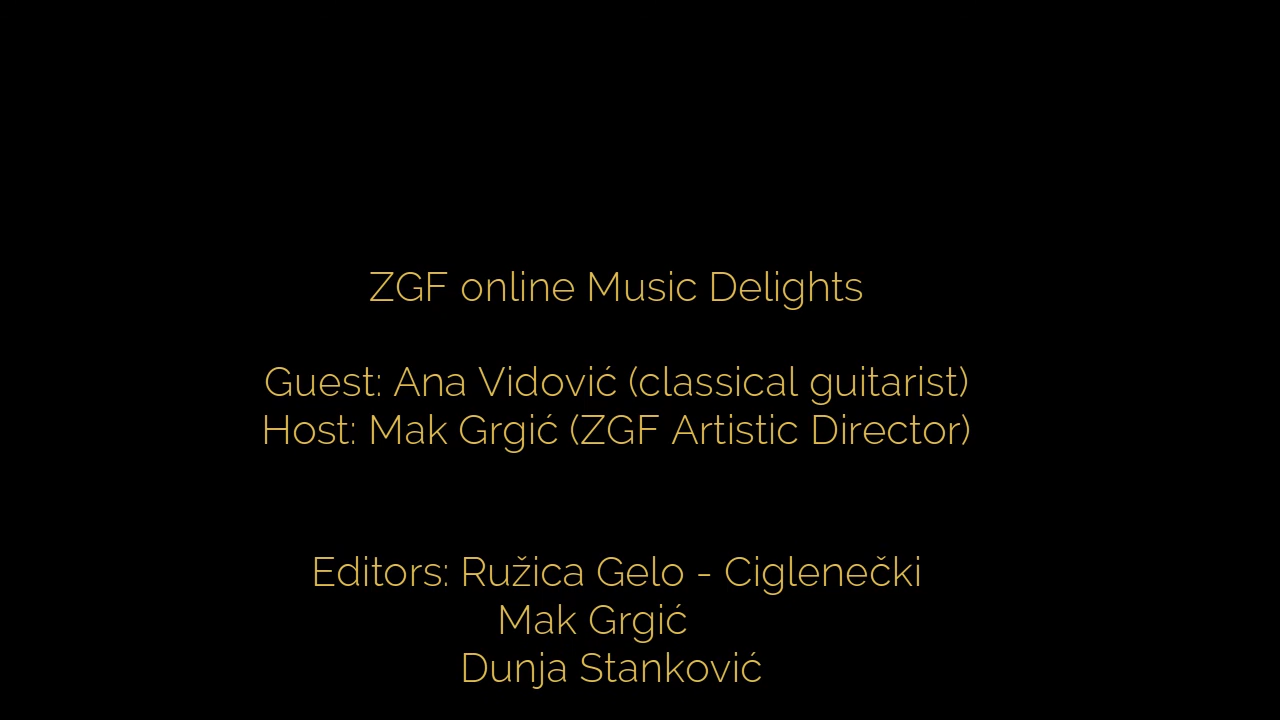 ZGF online Music Delights
Guest: Ana Vidović (classical guitarist)
Host: Mak Grgić (ZGF Artistic Director)
Editors: Ružica Gelo - Ciglenečki
Mak Grgić
Dunja Stanković